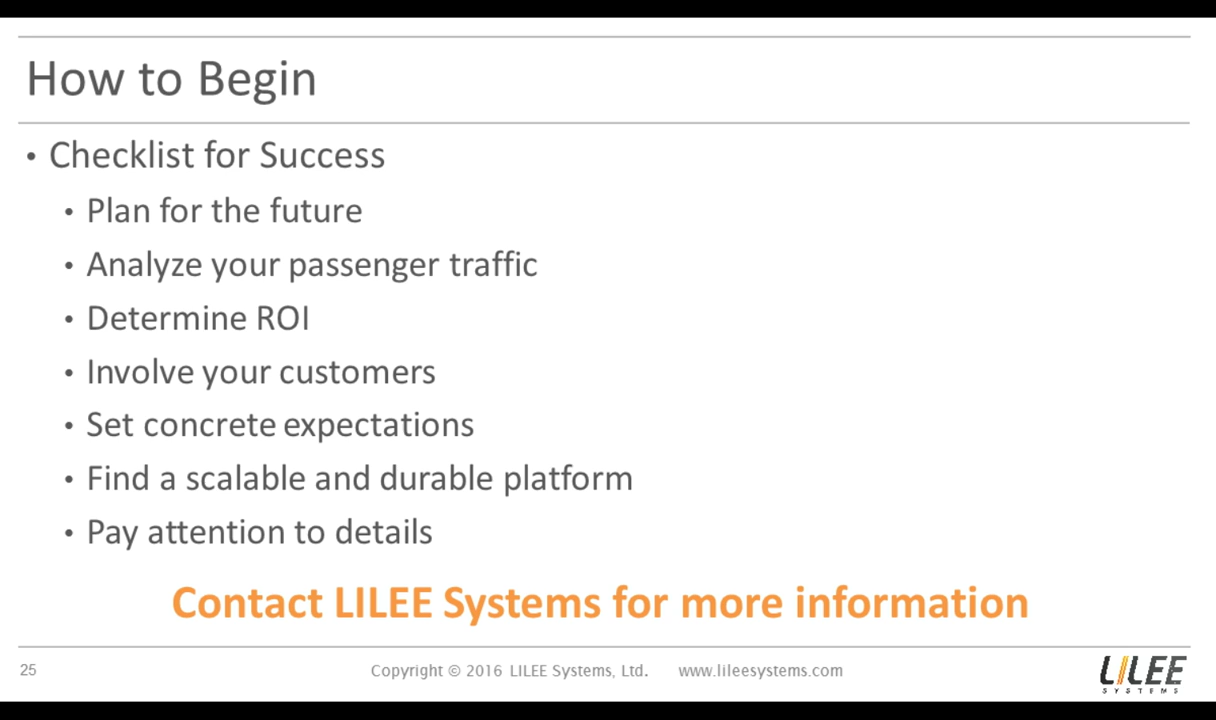 How to Begin
• Checklist for Success
• Plan for the future
• Analyze your passenger traffic
• Determine ROI
• Involve your customers
• Set concrete expectations
• Find a scalable and durable platform
• Pay attention to details
Contact LILEE Systems for more information
25 Copyright © 2016 LILEE Systems, Ltd. www.lileesystems.com
LILEE
SYSTEMS